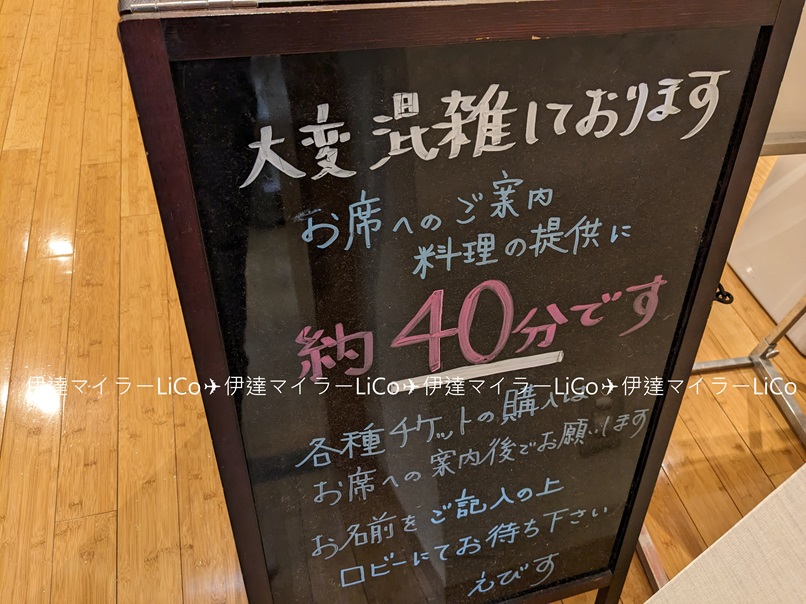 大変混雑しております
お席へのご案内
料理の提供に
約40分です
伊達マイラーLiCo✈伊達マイラーLiCo✈伊達マイラーLiCo✈伊達マイラーLiCo
各種チケットの購入は
お席への案内後でお願いします
お名前をご記入の上
ロビーにてお待ち下さい
えびす